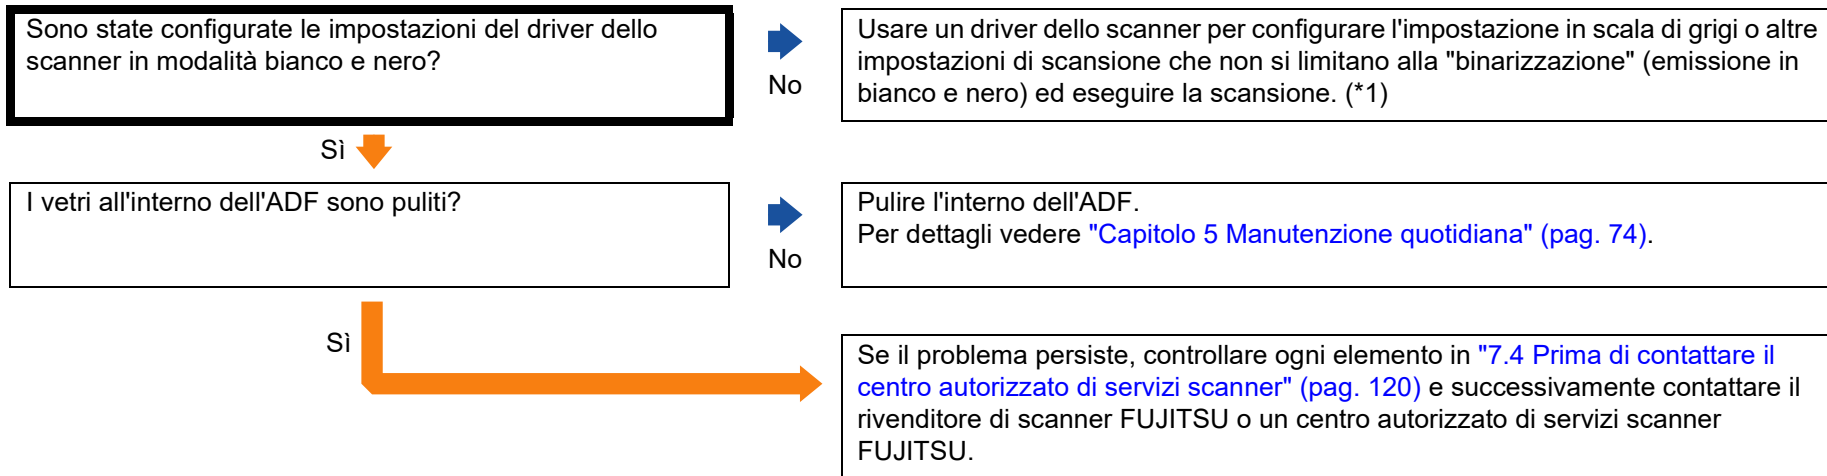 Sono state configurate le impostazioni del driver dello
scanner in modalità bianco e nero?
No
Usare un driver dello scanner per configurare l'impostazione in scala di grigi o altre
impostazioni di scansione che non si limitano alla "binarizzazione" (emissione in
bianco e nero) ed eseguire la scansione. (*1)
Sì
I vetri all'interno dell'ADF sono puliti?
No
Pulire l'interno dell'ADF.
Per dettagli vedere "Capitolo 5 Manutenzione quotidiana" (pag. 74).
Sì
Se il problema persiste, controllare ogni elemento in "7.4 Prima di contattare il
centro autorizzato di servizi scanner" (pag. 120) e successivamente contattare il
rivenditore di scanner FUJITSU o un centro autorizzato di servizi scanner
FUJITSU.